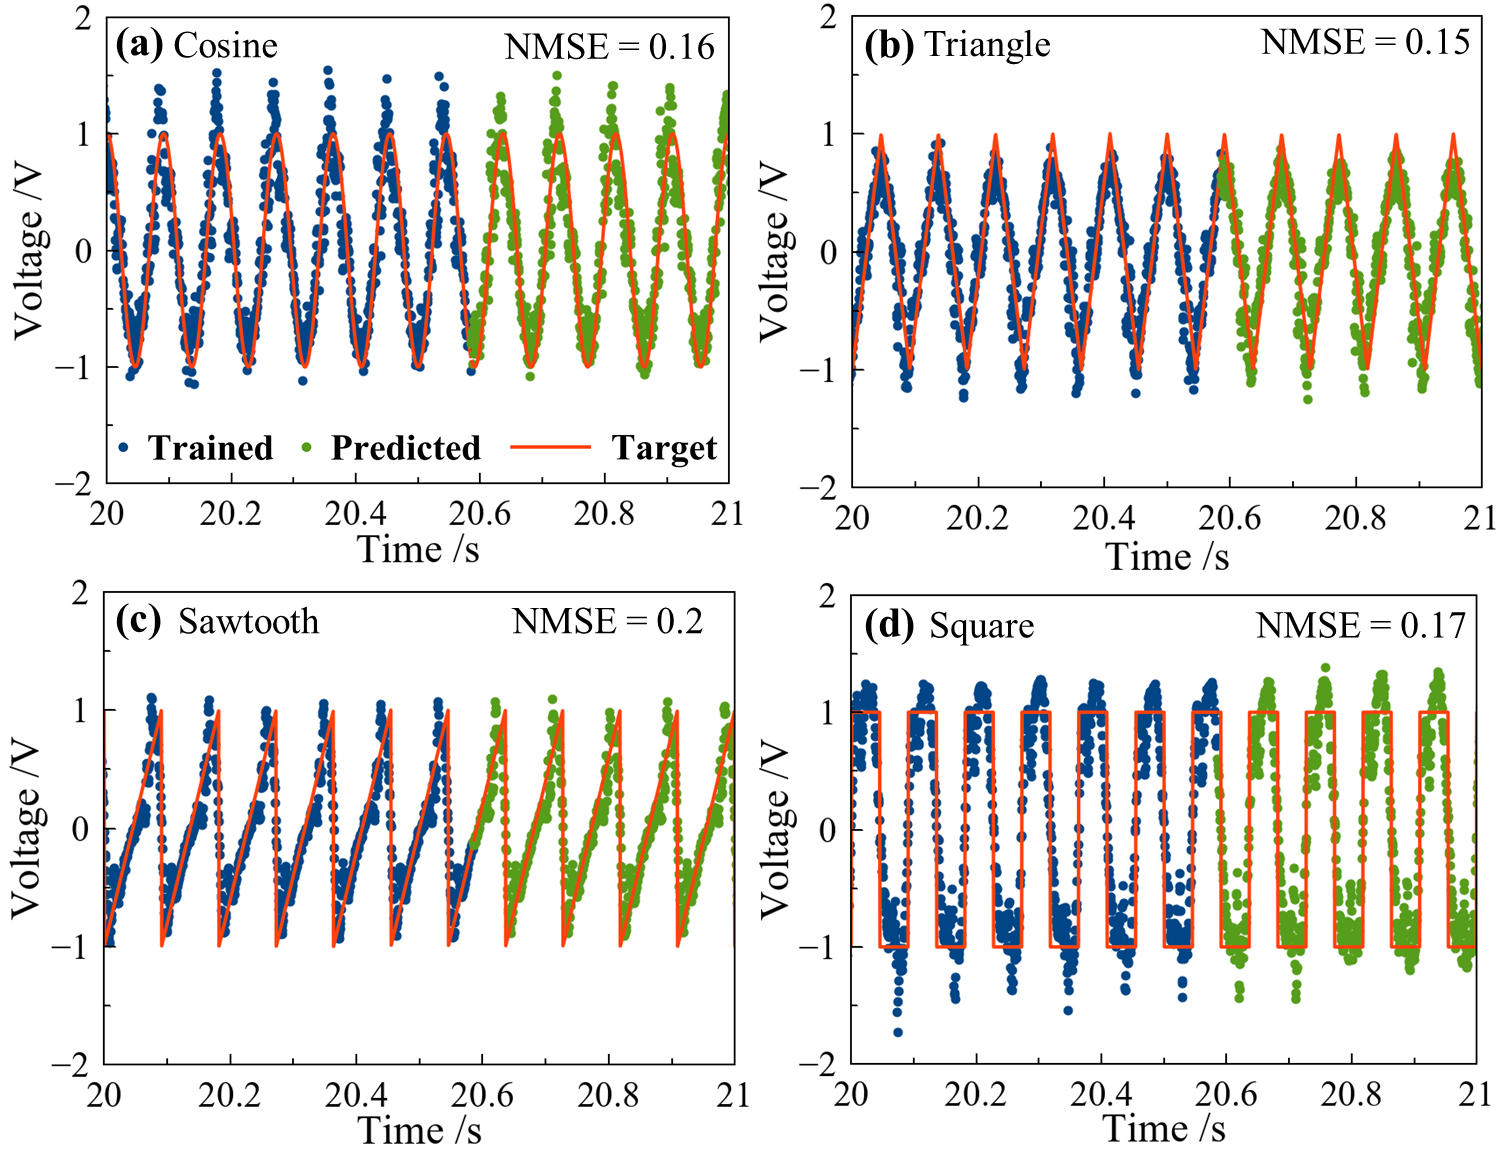 (a) Cosine NMSE = 0.16
2
1
0
−1
−2
Voltage /V
Trained Predicted Target
20 20.2 20.4 20.6 20.8 21
Time /s
(b) Triangle NMSE = 0.15
2
1
0
−1
−2
Voltage /V
20 20.2 20.4 20.6 20.8 21
Time /s
(c) Sawtooth NMSE = 0.2
2
1
0
−1
−2
Voltage /V
20 20.2 20.4 20.6 20.8 21
Time /s
(d) Square NMSE = 0.17
2
1
0
−1
−2
Voltage /V
20 20.2 20.4 20.6 20.8 21
Time /s